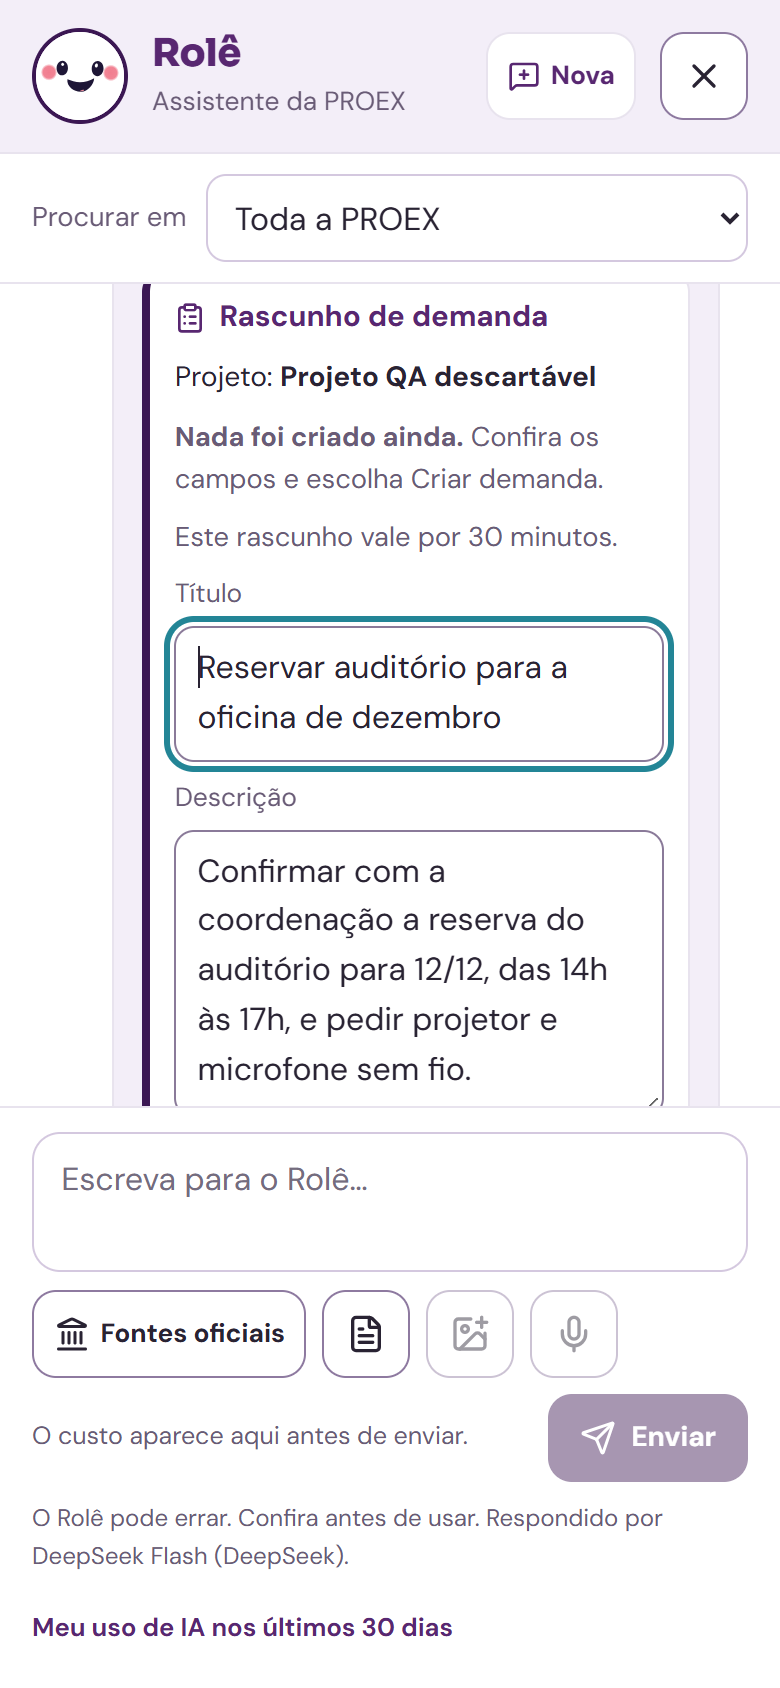 Rolê
Assistente da PROEX
Nova
Procurar em
Toda a PROEX
Rascunho de demanda
Projeto: Projeto QA descartável
Nada foi criado ainda. Confira os
campos e escolha Criar demanda.
Este rascunho vale por 30 minutos.
Título
Reservar auditório para a
oficina de dezembro
Descrição
Confirmar com a
coordenação a reserva do
auditório para 12/12, das 14h
às 17h, e pedir projetor e
microfone sem fio.
Escreva para o Rolê...
Fontes oficiais
O custo aparece aqui antes de enviar.
Enviar
O Rolê pode errar. Confira antes de usar. Respondido por
DeepSeek Flash (DeepSeek).
Meu uso de IA nos últimos 30 dias